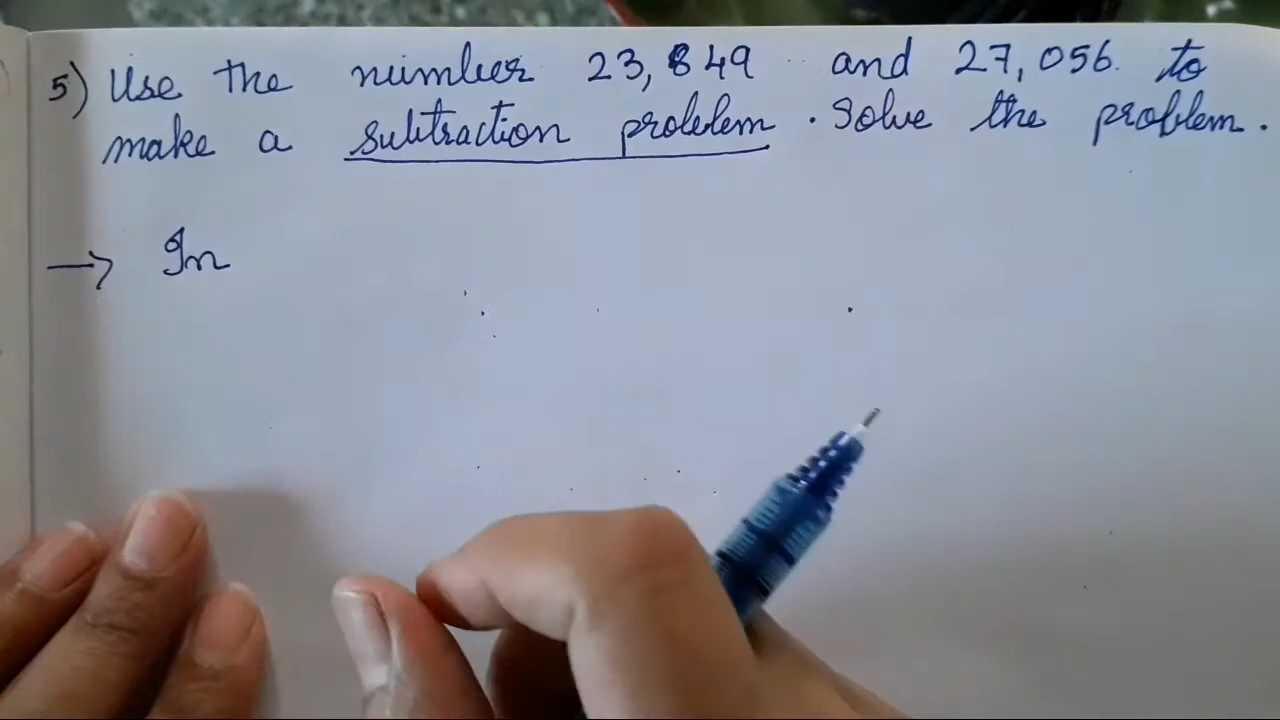 5) Use the number 23,849 and 27,056. to
make a subtraction problem. Solve the problem.
→ In